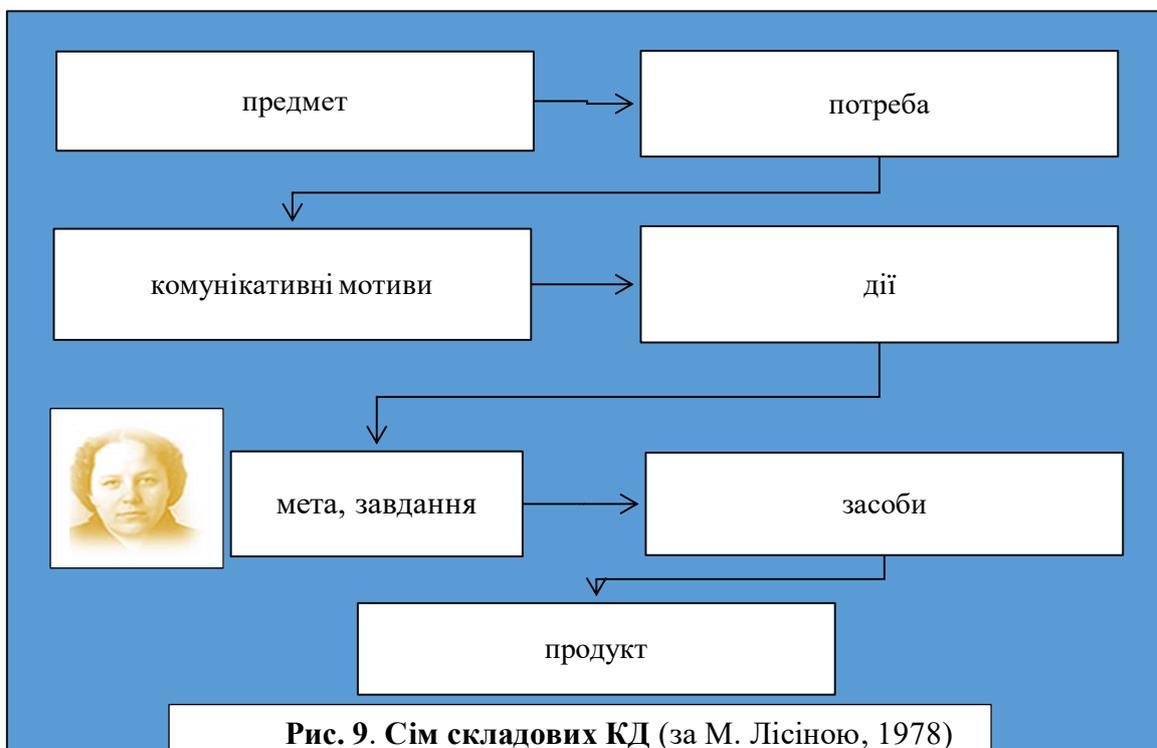 предмет
потреба
комунікативні мотиви
дії
мета, завдання
засоби
продукт
Рис. 9. Сім складових КД (за М. Лісіною, 1978)